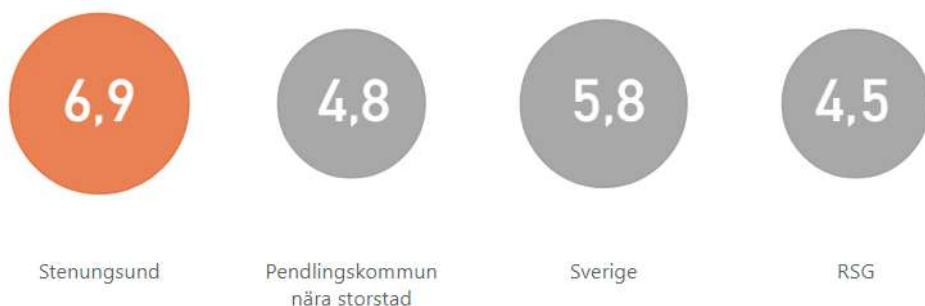 6,9
4,8
5,8
4,5
Stenungsund
Pendlingskommun
nära storstad
Sverige
RSG